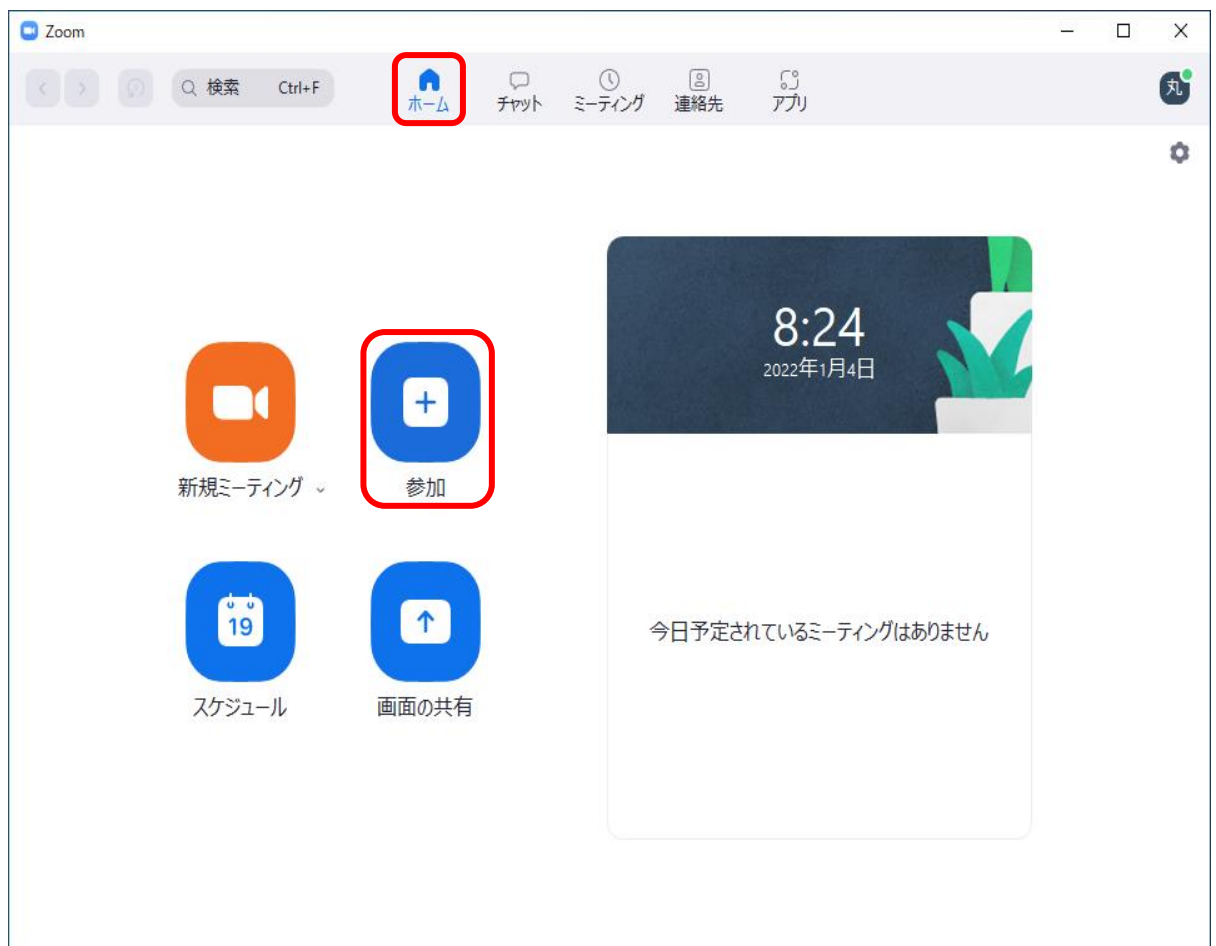 Zoom
検索 Ctrl+F
ホーム
チャット
ミーティング
連絡先
アプリ
丸
8:24
2022年1月4日
新規ミーティング
参加
19
スケジュール
画面の共有
今日予定されているミーティングはありません